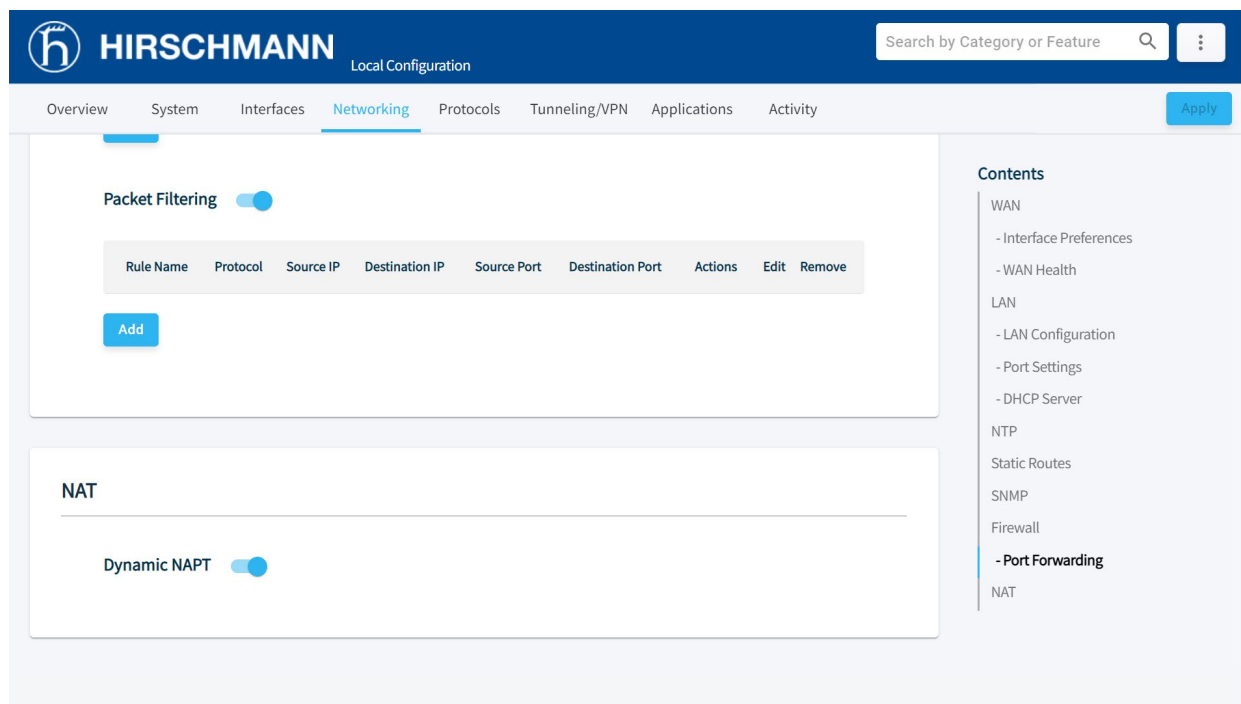 HIRSCHMANN
Local Configuration
Search by Category or Feature
Overview System Interfaces Networking Protocols Tunneling/VPN Applications Activity Apply
Packet Filtering
Rule Name Protocol Source IP Destination IP Source Port Destination Port Actions Edit Remove
Add
NAT
Dynamic NAPT
Contents
WAN
- Interface Preferences
- WAN Health
LAN
- LAN Configuration
- Port Settings
- DHCP Server
NTP
Static Routes
SNMP
Firewall
- Port Forwarding
NAT